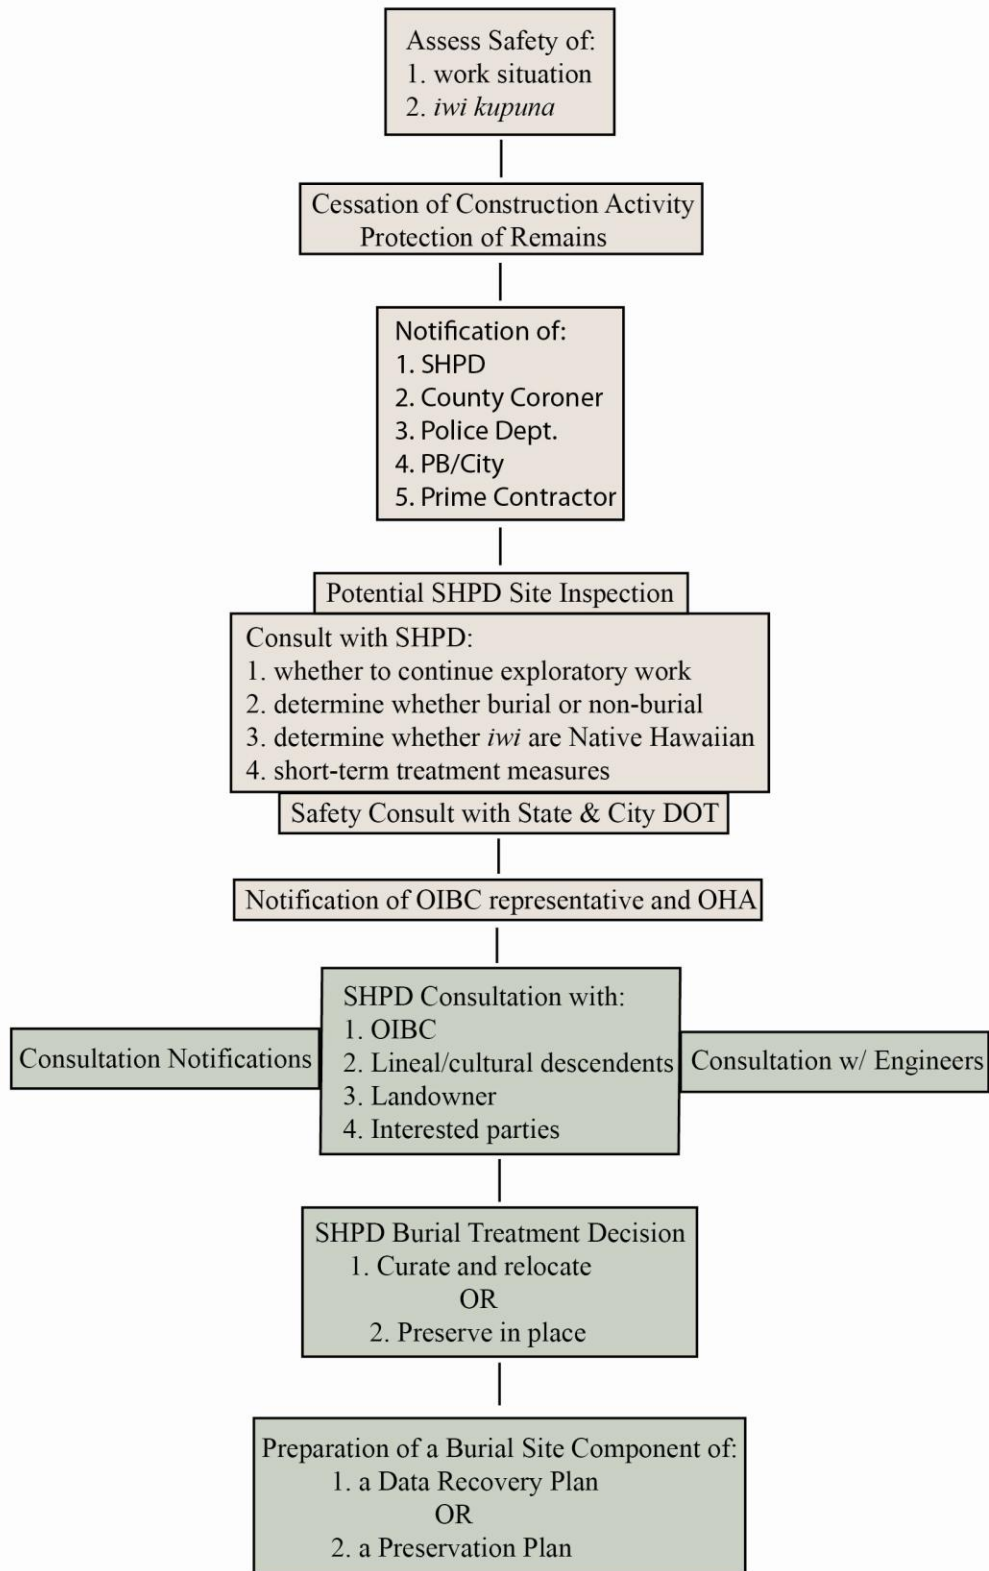 Assess Safety of:
1. work situation
2. iwi kupuna
Cessation of Construction Activity
Protection of Remains
Notification of:
1. SHPD
2. County Coroner
3. Police Dept.
4. PB/City
5. Prime Contractor
Potential SHPD Site Inspection
Consult with SHPD:
1. whether to continue exploratory work
2. determine whether burial or non-burial
3. determine whether iwi are Native Hawaiian
4. short-term treatment measures
Safety Consult with State & City DOT
Notification of OIBC representative and OHA
Consultation Notifications
SHPD Consultation with:
1. OIBC
2. Lineal/cultural descendents
3. Landowner
4. Interested parties
Consultation w/ Engineers
SHPD Burial Treatment Decision
1. Curate and relocate
OR
2. Preserve in place
Preparation of a Burial Site Component of:
1. a Data Recovery Plan
OR
2. a Preservation Plan